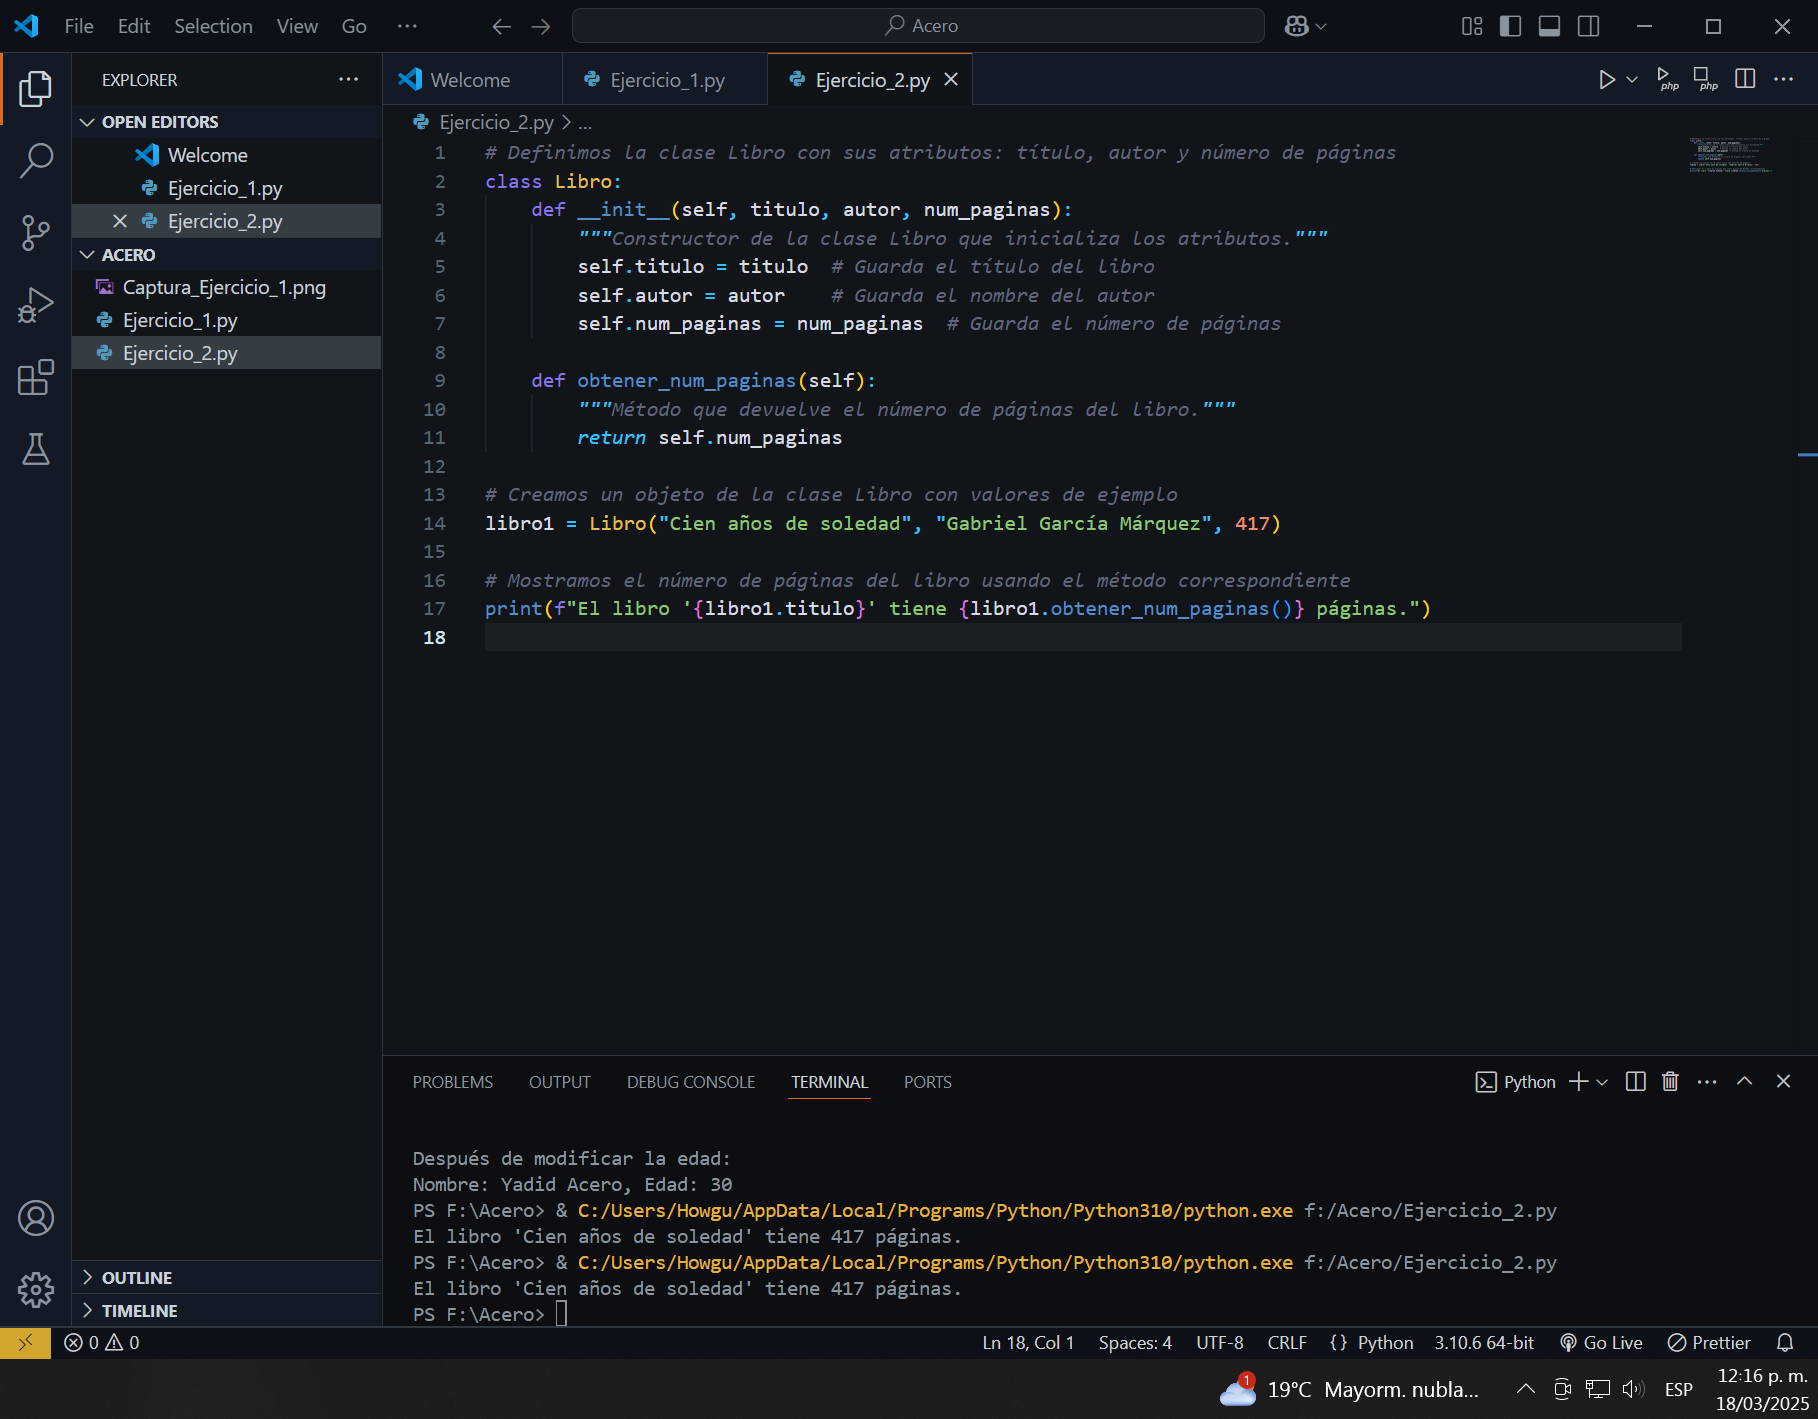 File Edit Selection View Go ···
Acero
EXPLORER
OPEN EDITORS
Welcome
Ejercicio_1.py
Ejercicio_2.py
ACERO
Captura_Ejercicio_1.png
Ejercicio_1.py
Ejercicio_2.py
OUTLINE
TIMELINE
Welcome Ejercicio_1.py Ejercicio_2.py
php php
Ejercicio_2.py > ...
1 # Definimos la clase Libro con sus atributos: título, autor y número de páginas
2 class Libro:
3     def __init__(self, titulo, autor, num_paginas):
4         """Constructor de la clase Libro que inicializa los atributos."""
5         self.titulo = titulo  # Guarda el título del libro
6         self.autor = autor    # Guarda el nombre del autor
7         self.num_paginas = num_paginas  # Guarda el número de páginas
8
9     def obtener_num_paginas(self):
10         """Método que devuelve el número de páginas del libro."""
11         return self.num_paginas
12
13 # Creamos un objeto de la clase Libro con valores de ejemplo
14 libro1 = Libro("Cien años de soledad", "Gabriel García Márquez", 417)
15
16 # Mostramos el número de páginas del libro usando el método correspondiente
17 print(f"El libro '{libro1.titulo}' tiene {libro1.obtener_num_paginas()} páginas.")
18
PROBLEMS OUTPUT DEBUG CONSOLE TERMINAL PORTS
Python
Después de modificar la edad:
Nombre: Yadid Acero, Edad: 30
PS F:\Acero> & C:/Users/Howgu/AppData/Local/Programs/Python/Python310/python.exe f:/Acero/Ejercicio_2.py
El libro 'Cien años de soledad' tiene 417 páginas.
PS F:\Acero> & C:/Users/Howgu/AppData/Local/Programs/Python/Python310/python.exe f:/Acero/Ejercicio_2.py
El libro 'Cien años de soledad' tiene 417 páginas.
PS F:\Acero>
0 0
Ln 18, Col 1 Spaces: 4 UTF-8 CRLF {} Python 3.10.6 64-bit Go Live Prettier
1
19°C Mayorm. nubla...
ESP
12:16 p. m.
18/03/2025